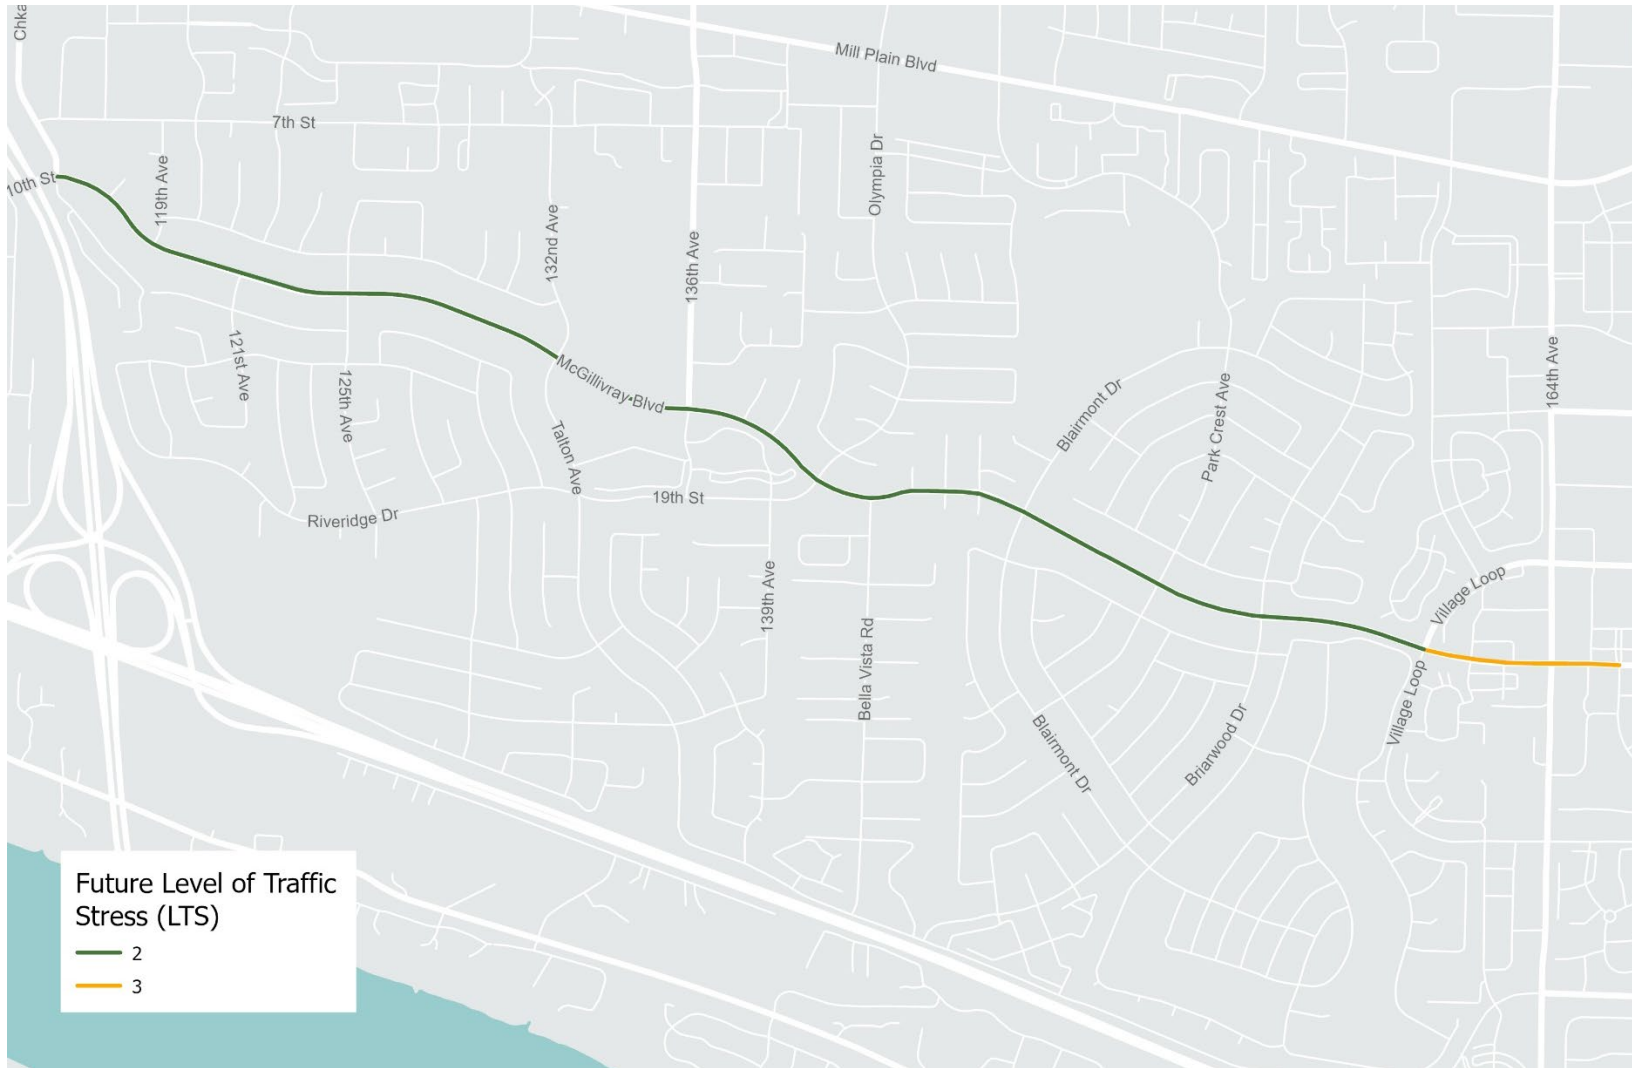 Chka
Mill Plain Blvd
7th St
10th St
119th Ave
Olympia Dr
132nd Ave
136th Ave
121st Ave
125th Ave
McGillivray Blvd
Blairmont Dr
Park Crest Ave
164th Ave
Talton Ave
19th St
Riveridge Dr
139th Ave
Village Loop
Bella Vista Rd
Village Loop
Blairmont Dr
Briarwood Dr
Future Level of Traffic
Stress (LTS)
2
3